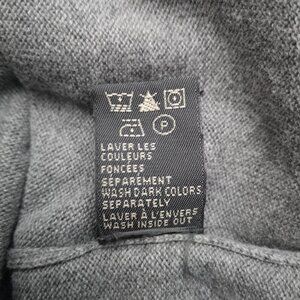 P
LAVER LES
COULEURS
FONCÉES
SÉPARÉMENT
WASH DARK COLORS
SEPARATELY
LAVER À L'ENVERS
WASH INSIDE OUT